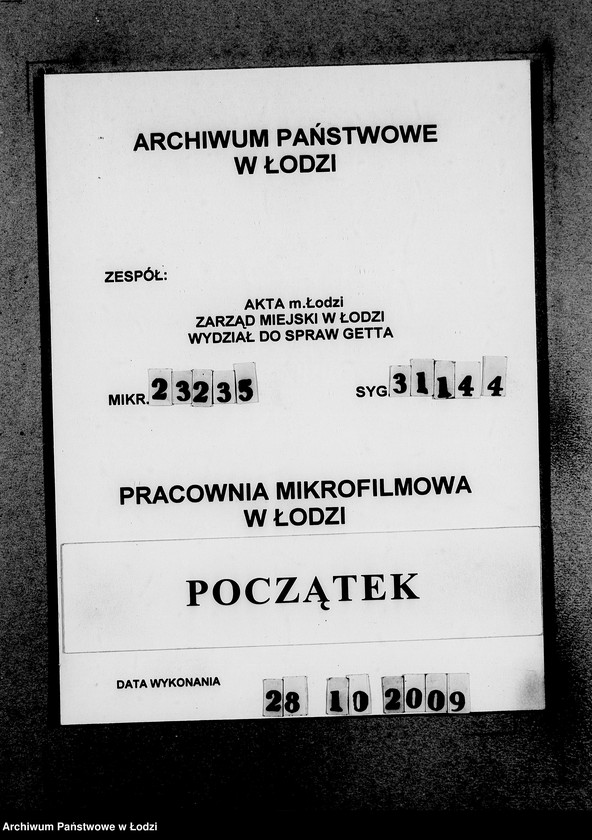 ARCHIWUM PAŃSTWOWE
W ŁODZI
ZESPÓŁ:
AKTA m.Łodzi
ZARZĄD MIEJSKI W ŁODZI
WYDZIAŁ DO SPRAW GETTA
MIKR. 23235 SYG. 31144
PRACOWNIA MIKROFILMOWA
W ŁODZI
POCZĄTEK
DATA WYKONANIA 28 10 2009
Archiwum Państwowe w Łodzi